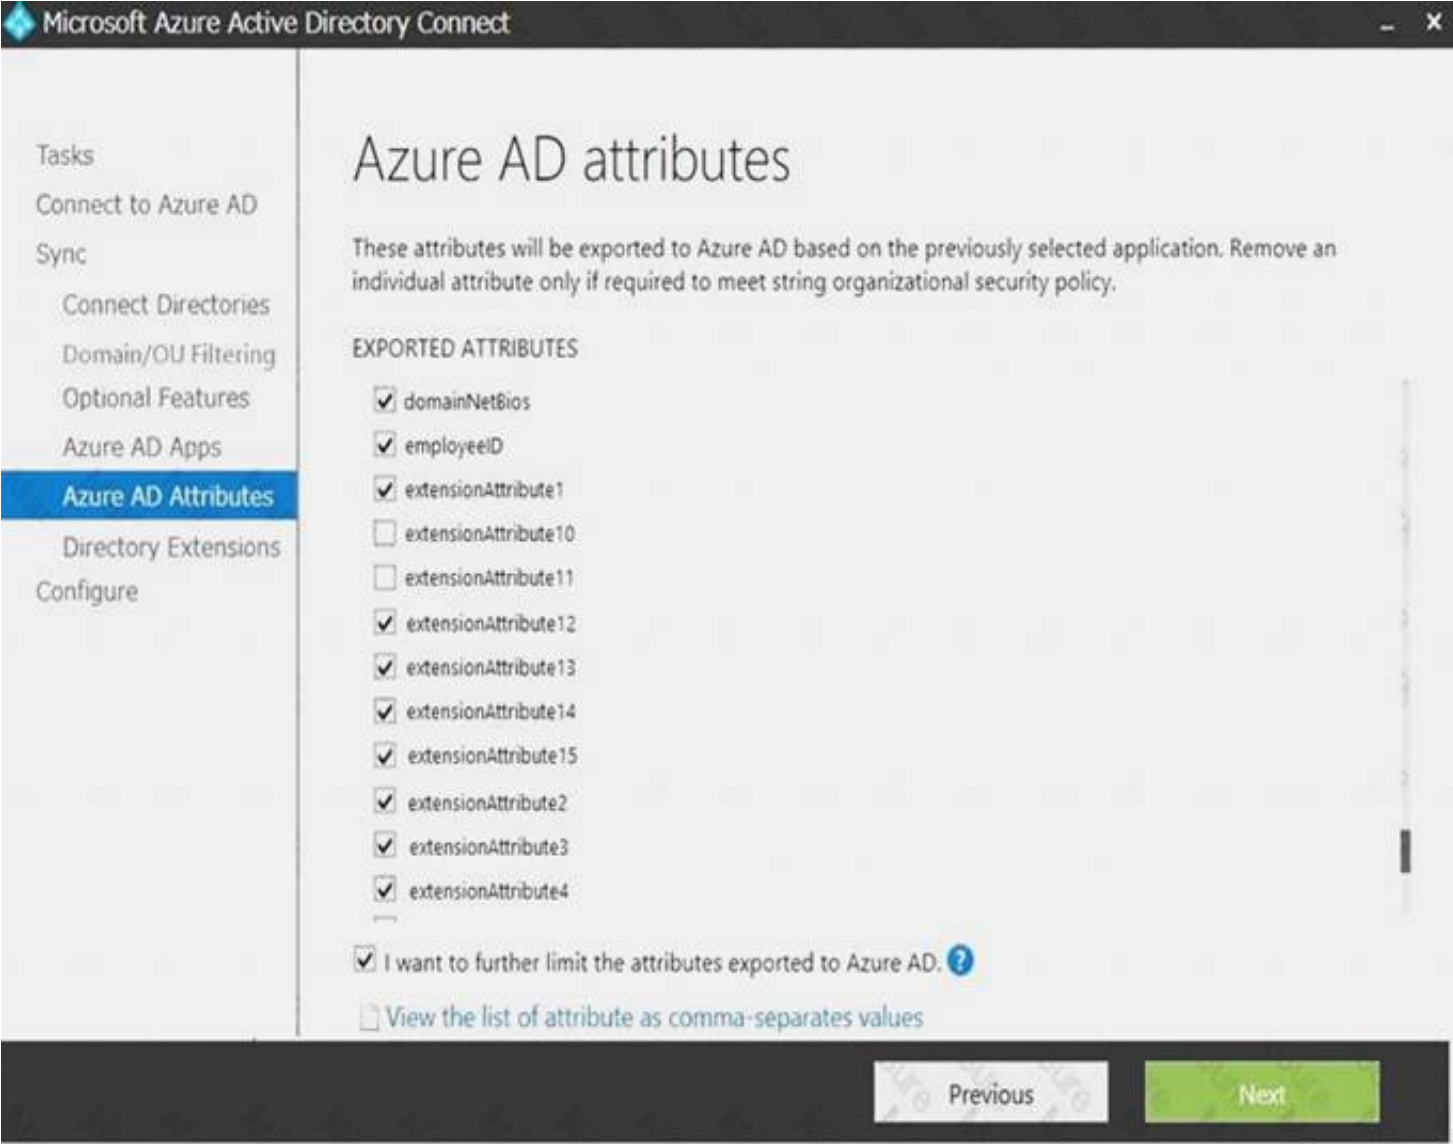 Microsoft Azure Active Directory Connect
Tasks
Connect to Azure AD
Sync
Connect Directories
Domain/OU Filtering
Optional Features
Azure AD Apps
Azure AD Attributes
Directory Extensions
Configure
Azure AD attributes
These attributes will be exported to Azure AD based on the previously selected application. Remove an
individual attribute only if required to meet string organizational security policy.
EXPORTED ATTRIBUTES
domainNetBios
employeeID
extensionAttribute1
extensionAttribute10
extensionAttribute11
extensionAttribute12
extensionAttribute13
extensionAttribute14
extensionAttribute15
extensionAttribute2
extensionAttribute3
extensionAttribute4
I want to further limit the attributes exported to Azure AD. ?
View the list of attribute as comma-separates values
Previous
Next